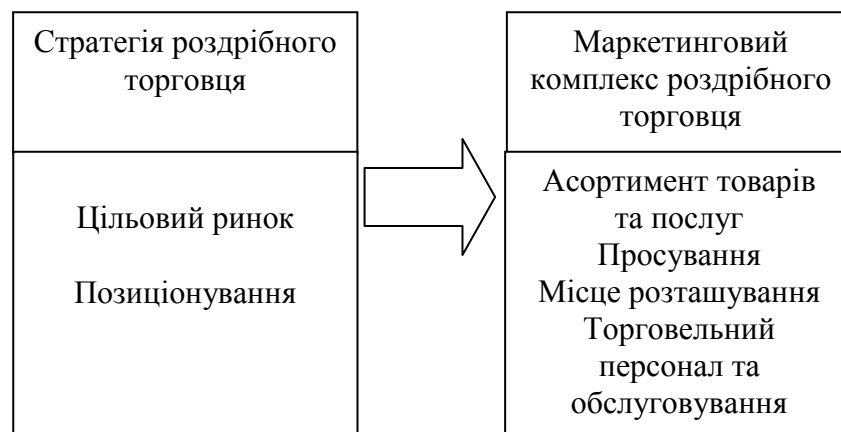 Стратегія роздрібного
торговця
Цільовий ринок
Позиціонування
Маркетинговий
комплекс роздрібного
торговця
Асортимент товарів
та послуг
Просування
Місце розташування
Торговельний
персонал та
обслуговування